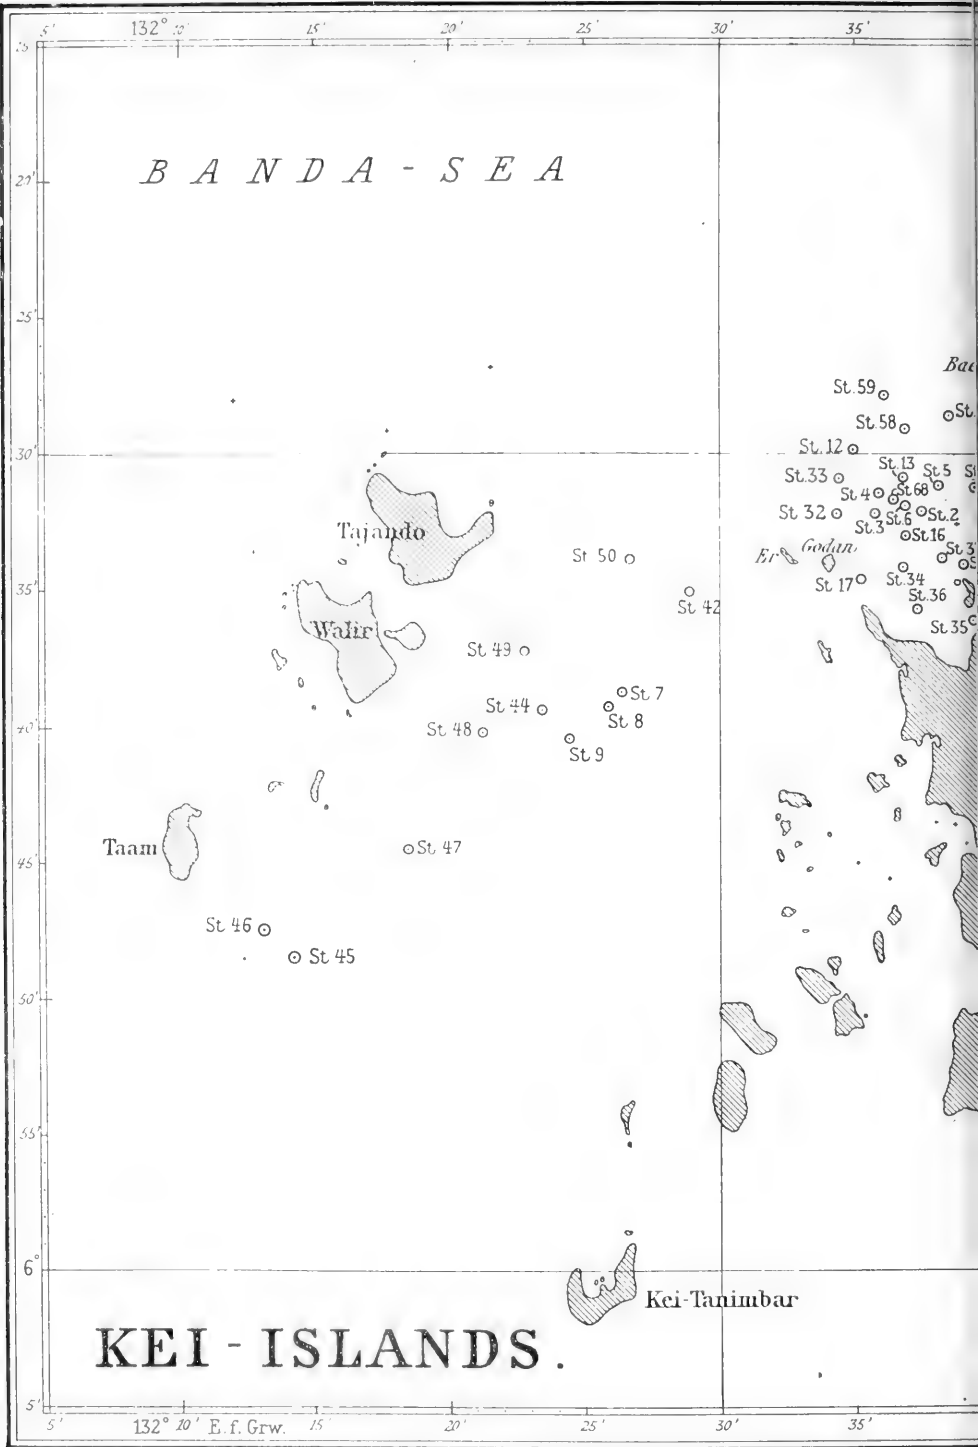 5' 132° 10' 15' 20' 25' 30' 35'
BANDA-SEA
20'
25'
St.59
St.
St.58
30'
St.12
St.13
St.33
St 5
St 4
St 68
St 32
St.3
St.6
St.2
Tajando
St 16
St 50
Er
Godan
St 17
St.34
35'
St 42
St.36
Walir
St.35
St 49
St 7
St 44
St 8
40'
St 48
St 9
Taam
45'
St 47
St 46
St 45
50'
55'
6°
Kei-Tanimbar
KEI-ISLANDS.
5'
5' 132° 10' E.f. Grw. 15' 20' 25' 30' 35'